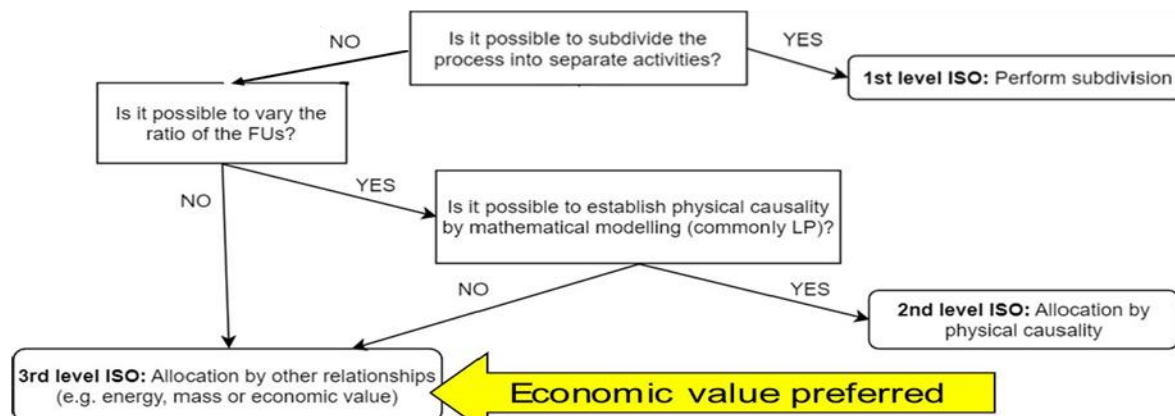 Is it possible to subdivide the
process into separate activities?
NO
YES
1st level ISO: Perform subdivision
Is it possible to vary the
ratio of the FUs?
NO
YES
Is it possible to establish physical causality
by mathematical modelling (commonly LP)?
NO
YES
2nd level ISO: Allocation by
physical causality
3rd level ISO: Allocation by other relationships
(e.g. energy, mass or economic value)
Economic value preferred